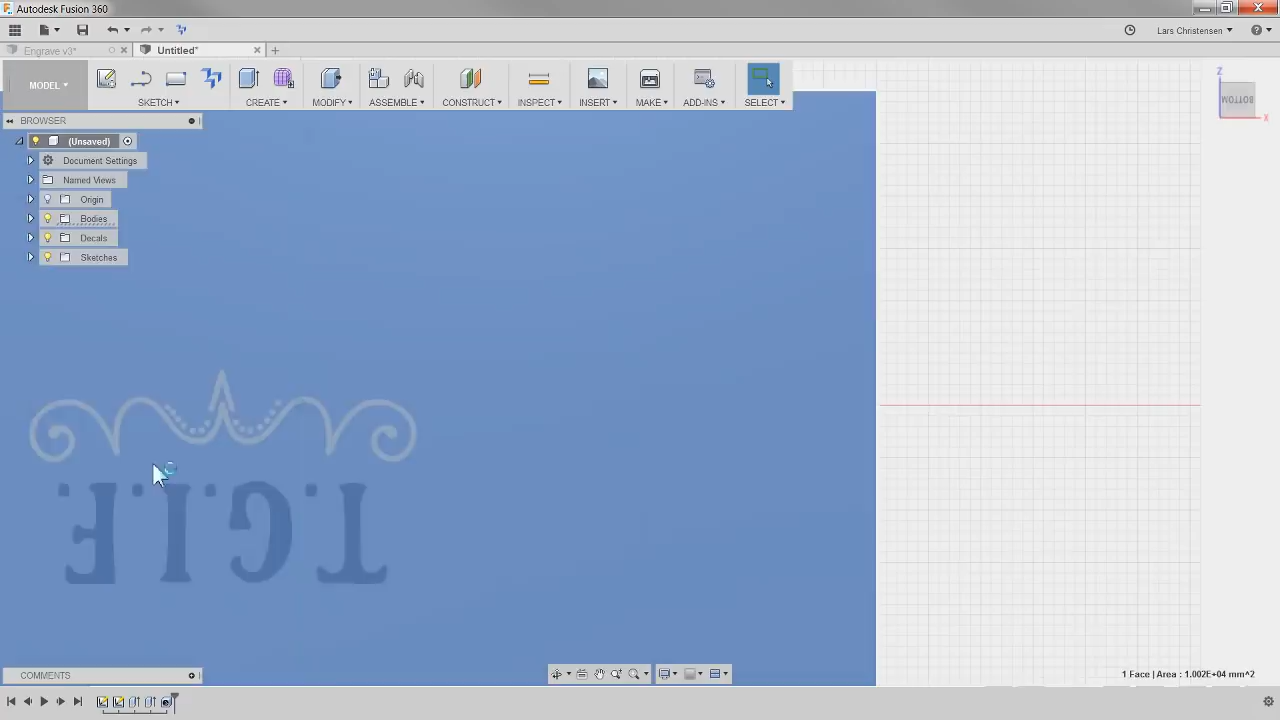 Autodesk Fusion 360
Lars Christensen
Engrave v3*
Untitled*
MODEL
SKETCH
CREATE
MODIFY
ASSEMBLE
CONSTRUCT
INSPECT
INSERT
MAKE
ADD-INS
SELECT
Z
BOTTOM
X
BROWSER
(Unsaved)
Document Settings
Named Views
Origin
Bodies
Decals
Sketches
T.G.I.F.
COMMENTS
1 Face | Area : 1.002E+04 mm^2